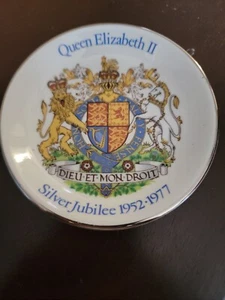 Queen Elizabeth II
DIEU·ET·MON·DROIT
Silver Jubilee 1952-1977